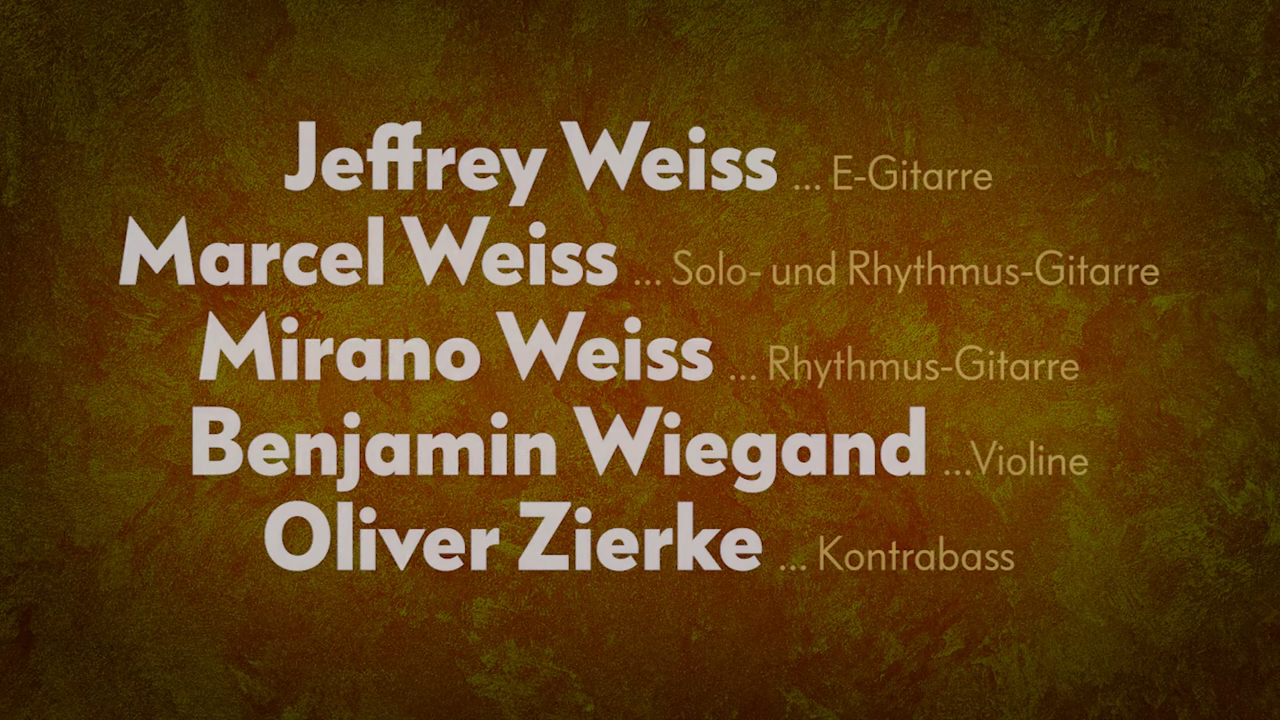 Jeffrey Weiss ... E-Gitarre
Marcel Weiss ... Solo- und Rhythmus-Gitarre
Mirano Weiss ... Rhythmus-Gitarre
Benjamin Wiegand ...Violine
Oliver Zierke ... Kontrabass